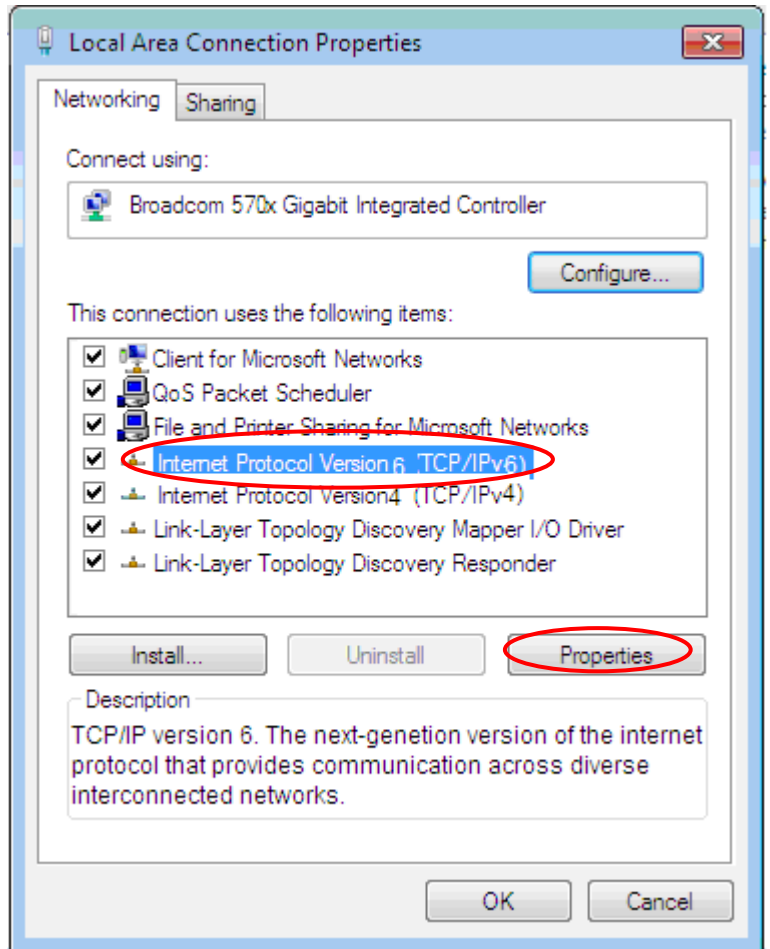 Local Area Connection Properties
Networking
Sharing
Connect using:
Broadcom 570x Gigabit Integrated Controller
Configure...
This connection uses the following items:
Client for Microsoft Networks
QoS Packet Scheduler
File and Printer Sharing for Microsoft Networks
Internet Protocol Version 6 (TCP/IPv6)
Internet Protocol Version4 (TCP/IPv4)
Link-Layer Topology Discovery Mapper I/O Driver
Link-Layer Topology Discovery Responder
Install...
Uninstall
Properties
Description
TCP/IP version 6. The next-genetion version of the internet
protocol that provides communication across diverse
interconnected networks.
OK
Cancel